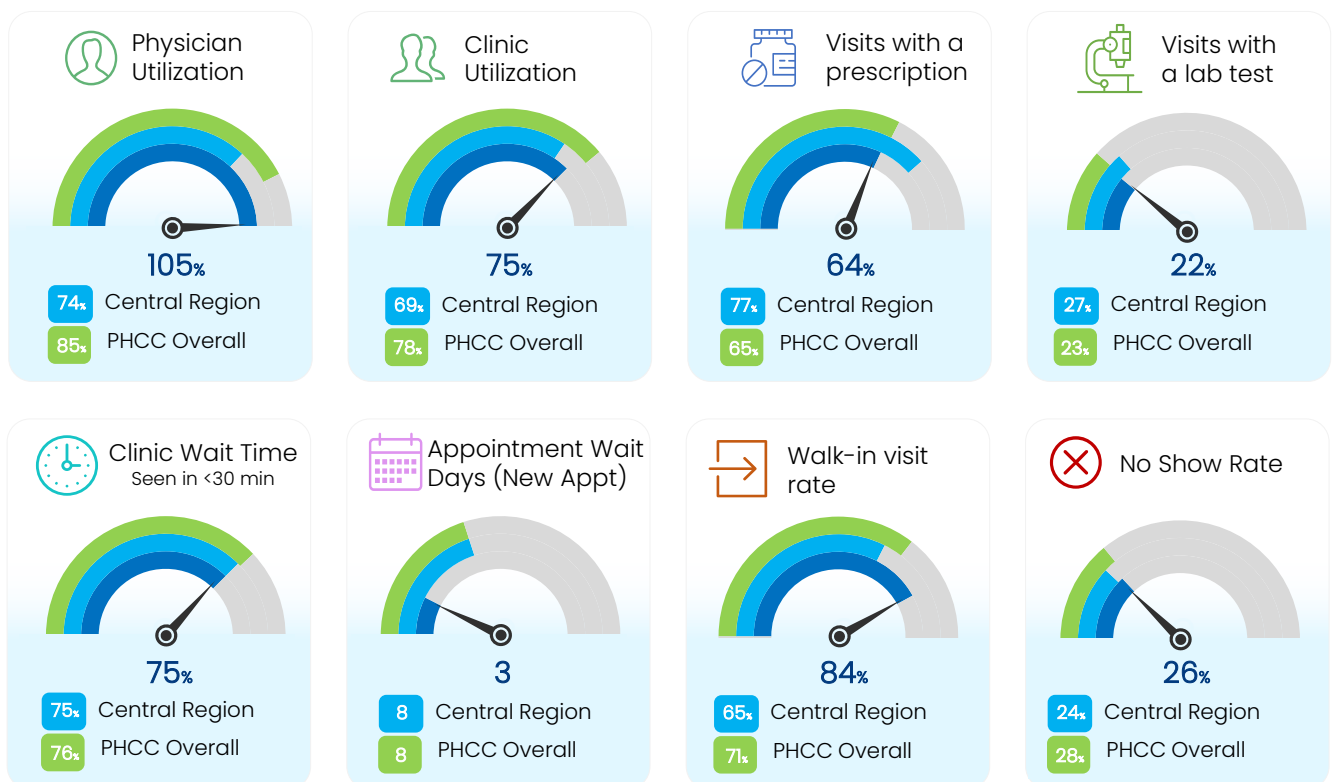 Physician
Utilization
105%
74% Central Region
85% PHCC Overall
Clinic
Utilization
75%
69% Central Region
78% PHCC Overall
Visits with a
prescription
64%
77% Central Region
65% PHCC Overall
Visits with
a lab test
22%
27% Central Region
23% PHCC Overall
Clinic Wait Time
Seen in <30 min
75%
75% Central Region
76% PHCC Overall
Appointment Wait
Days (New Appt)
3
8 Central Region
8 PHCC Overall
Walk-in visit
rate
84%
65% Central Region
71% PHCC Overall
No Show Rate
26%
24% Central Region
28% PHCC Overall